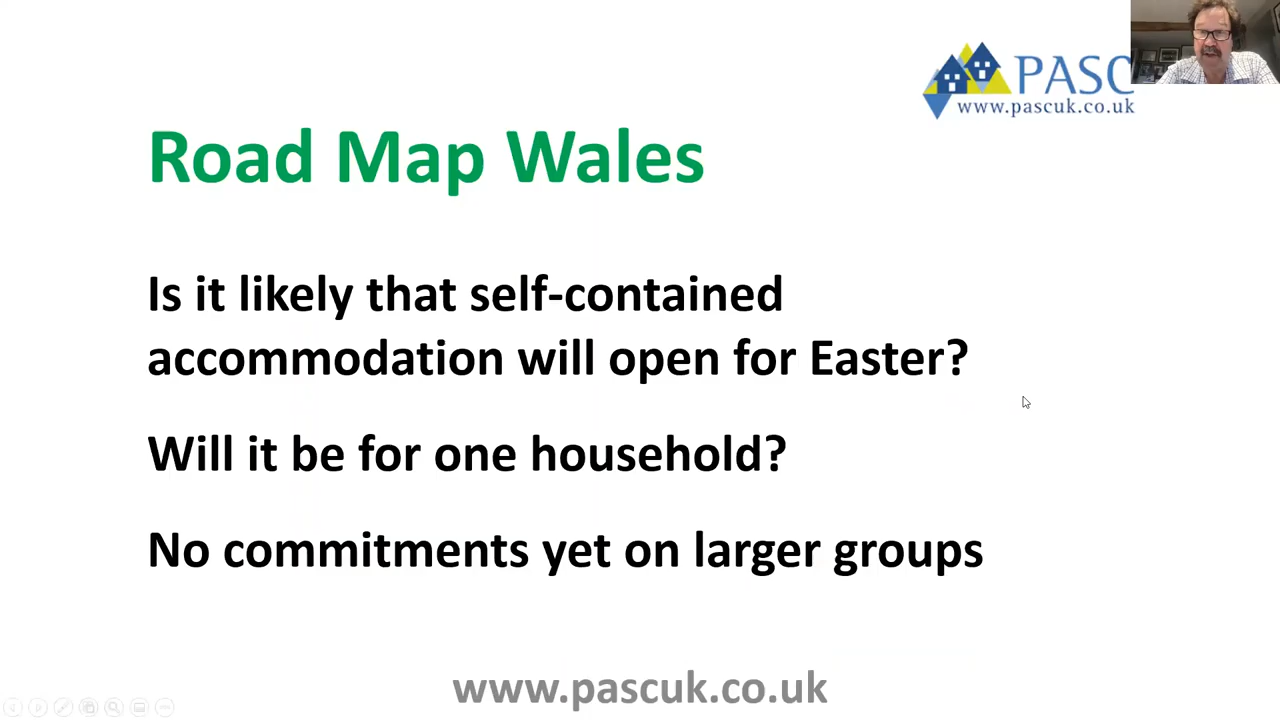 PASC
www.pascuk.co.uk
Road Map Wales
Is it likely that self-contained
accommodation will open for Easter?
Will it be for one household?
No commitments yet on larger groups
www.pascuk.co.uk